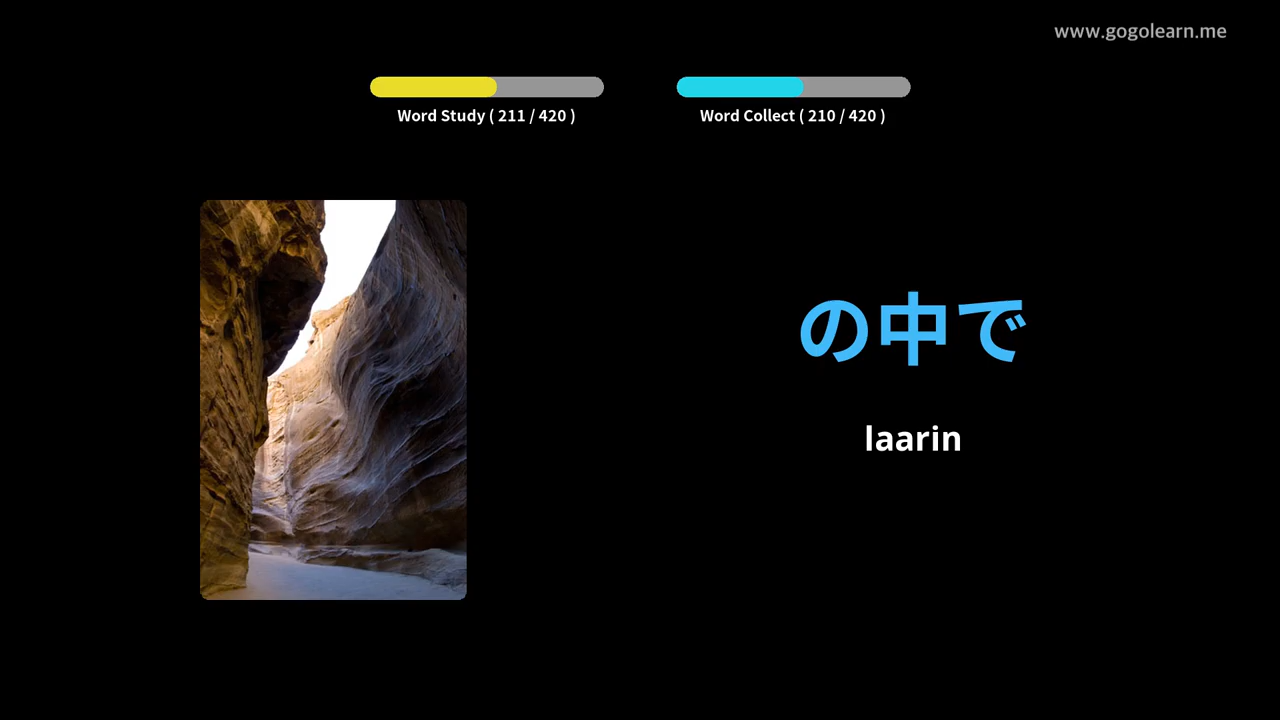 www.gogolearn.me
Word Study ( 211 / 420 )
Word Collect ( 210 / 420 )
の中で
laarin